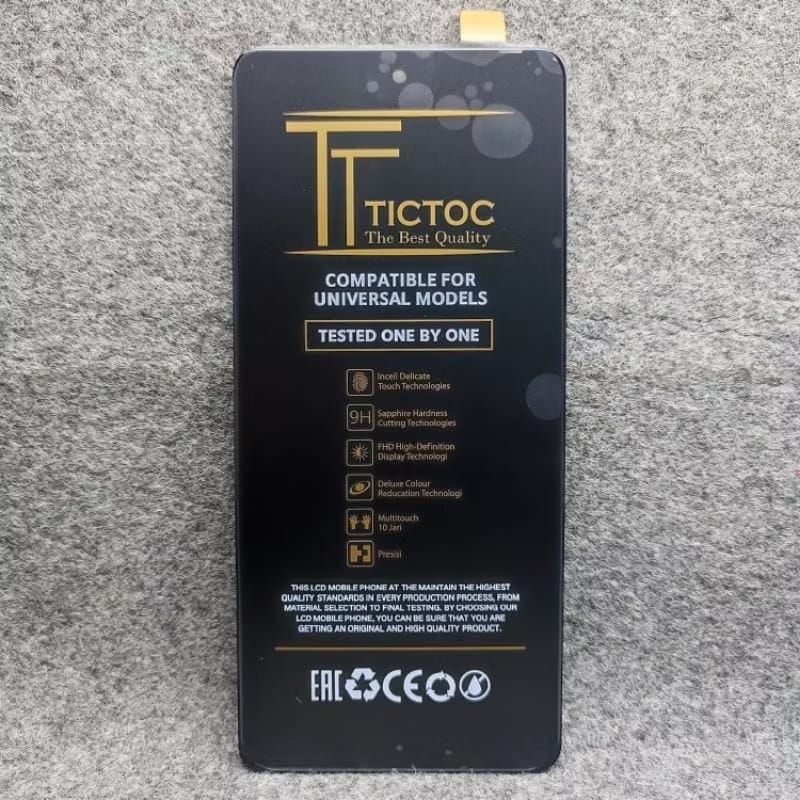 TT
TICTOC
The Best Quality
COMPATIBLE FOR
UNIVERSAL MODELS
TESTED ONE BY ONE
Incell Delicate
Touch Technologies
9H
Sapphire Hardness
Cutting Technologies
FHD High-Definition
Display Technologi
Deluxe Colour
Reducation Technologi
Multitouch
10 Jari
Presisi
THIS LCD MOBILE PHONE AT THE MAINTAIN THE HIGHEST
QUALITY STANDARDS IN EVERY PRODUCTION PROCESS, FROM
MATERIAL SELECTION TO FINAL TESTING. BY CHOOSING OUR
LCD MOBILE PHONE, YOU CAN BE SURE THAT YOU ARE
GETTING AN ORIGINAL AND HIGH QUALITY PRODUCT.
EAC CE